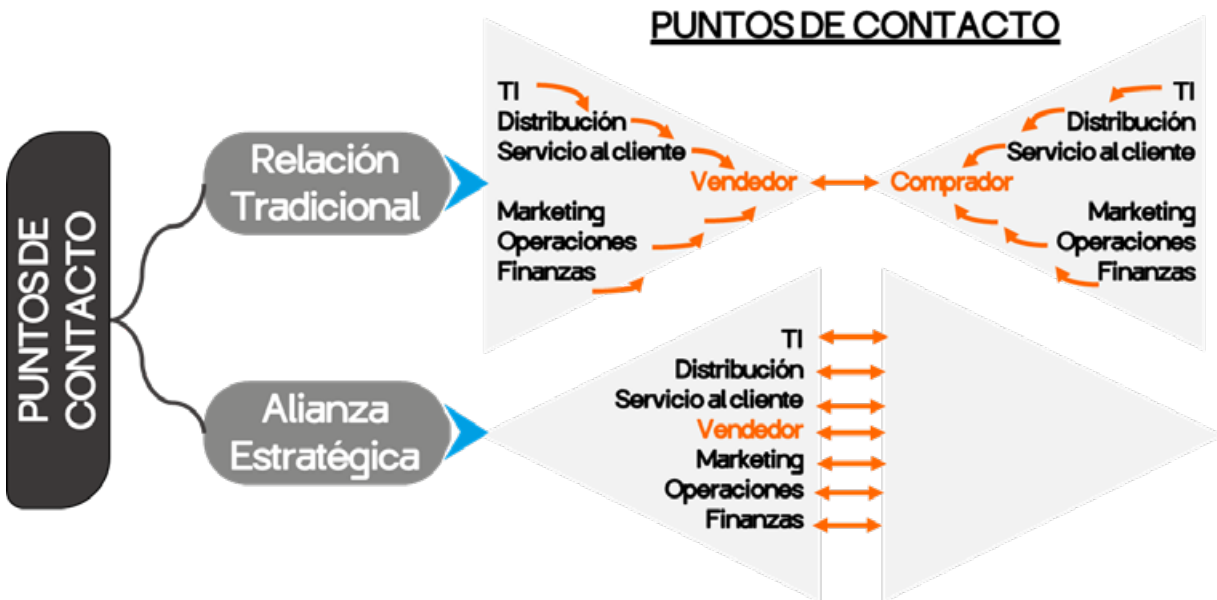 PUNTOS DE CONTACTO
PUNTOS DE
CONTACTO
Relación
Tradicional
TI
Distribución
Servicio al cliente
Vendedor
Marketing
Operaciones
Finanzas
TI
Distribución
Servicio al cliente
Comprador
Marketing
Operaciones
Finanzas
Alianza
Estratégica
TI
Distribución
Servicio al cliente
Vendedor
Marketing
Operaciones
Finanzas